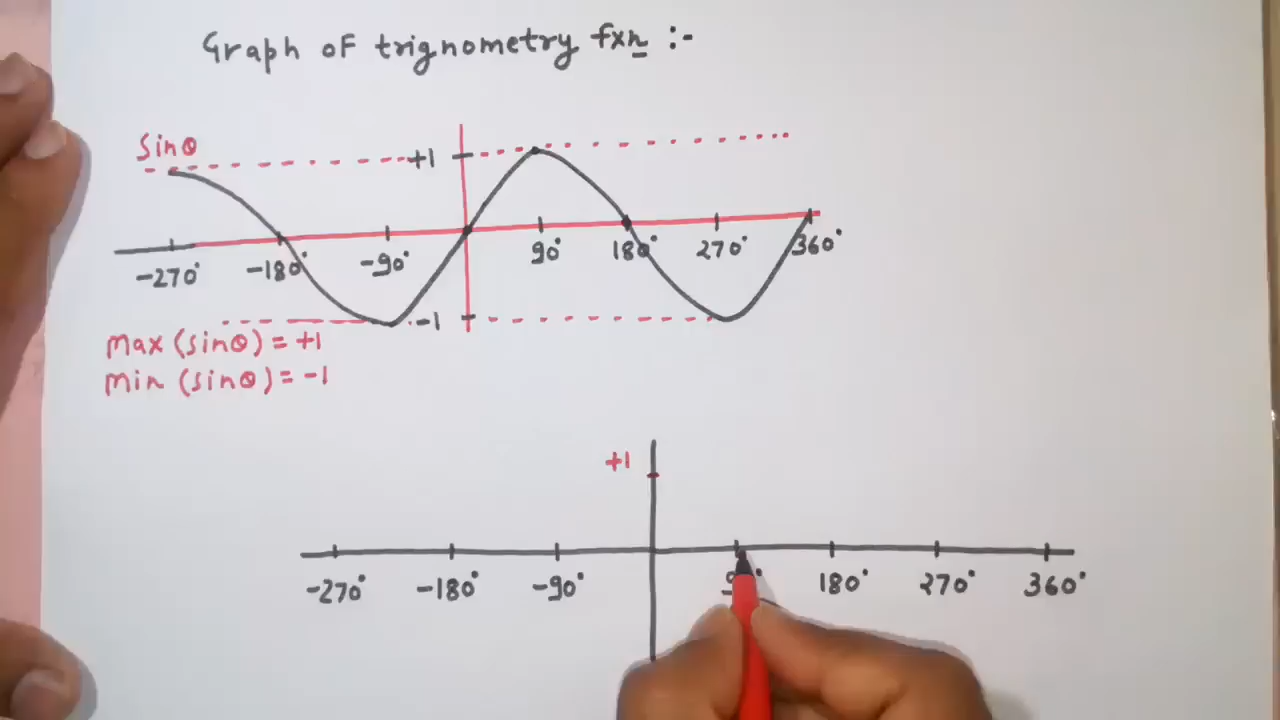 Graph of trignometry fxn :-
Sinθ
+1
-270° -180° -90° 90° 180° 270° 360°
-1
max (sinθ) = +1
min (sinθ) = -1
+1
-270° -180° -90° 180° 270° 360°